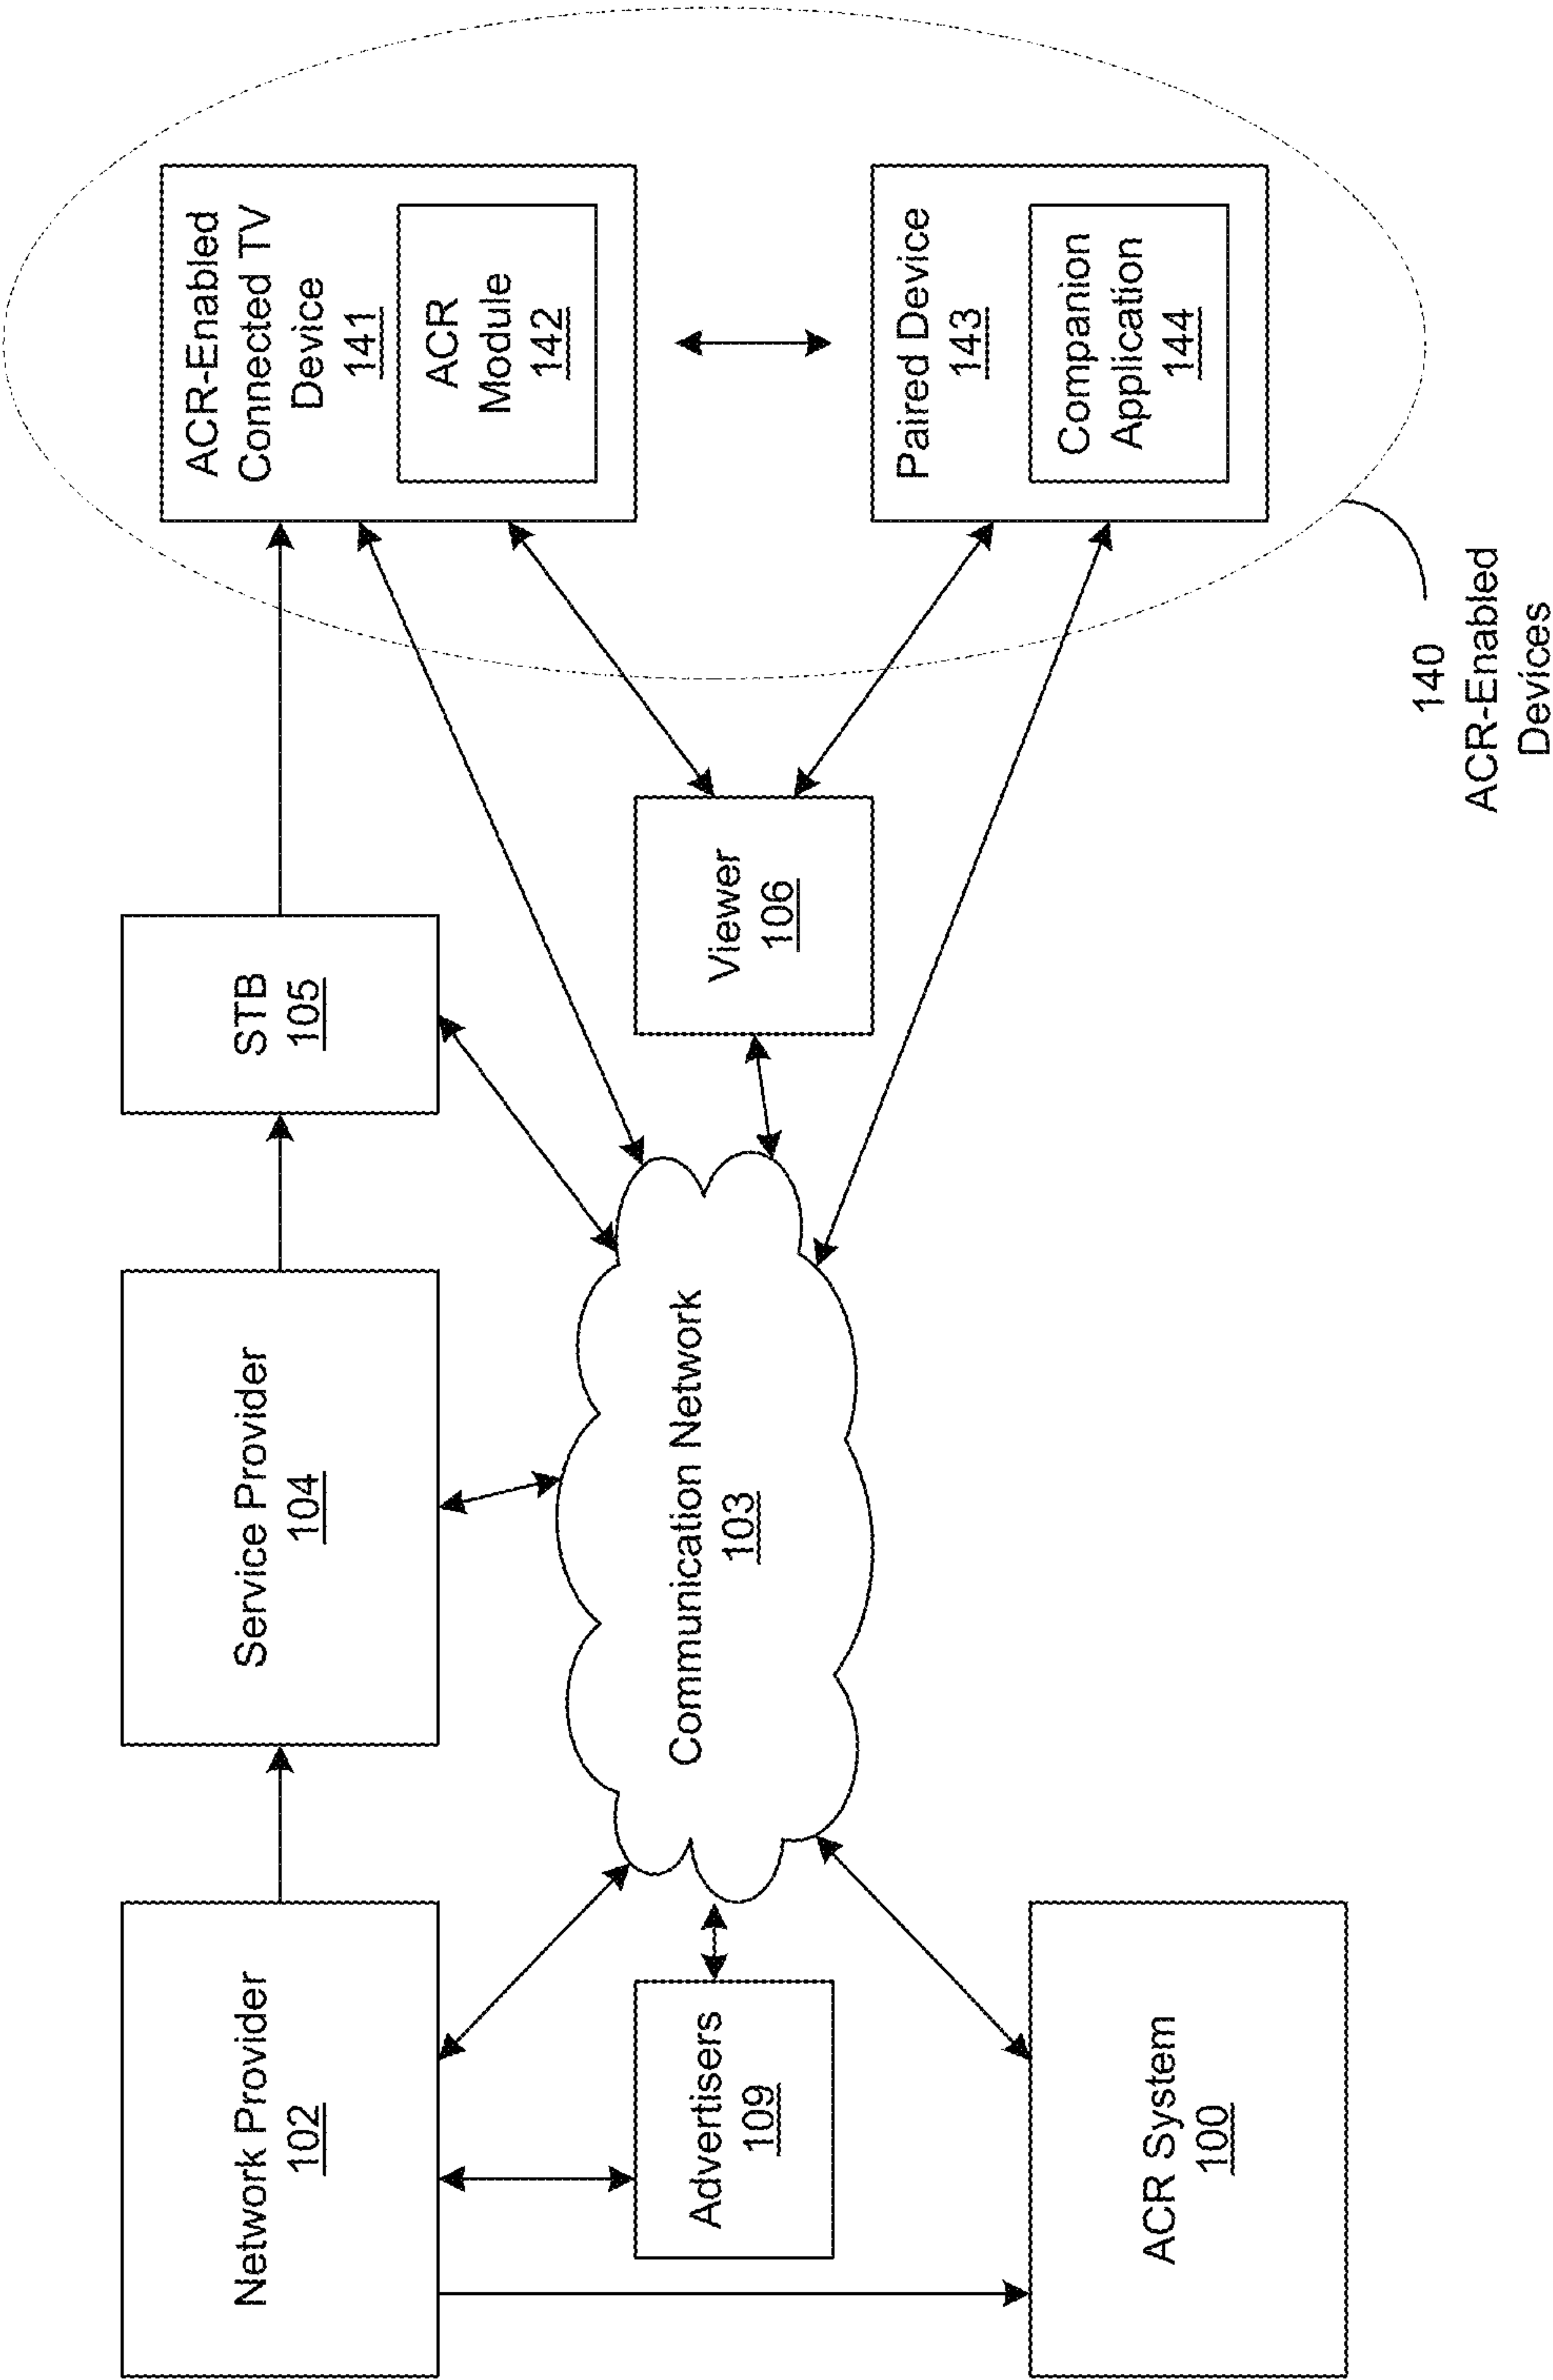 Network Provider
102
Service Provider
104
STB
105
ACR-Enabled
Connected TV
Device
141
ACR
Module
142
Advertisers
109
Communication Network
103
Viewer
106
ACR System
100
Paired Device
143
Companion
Application
144
140
ACR-Enabled
Devices